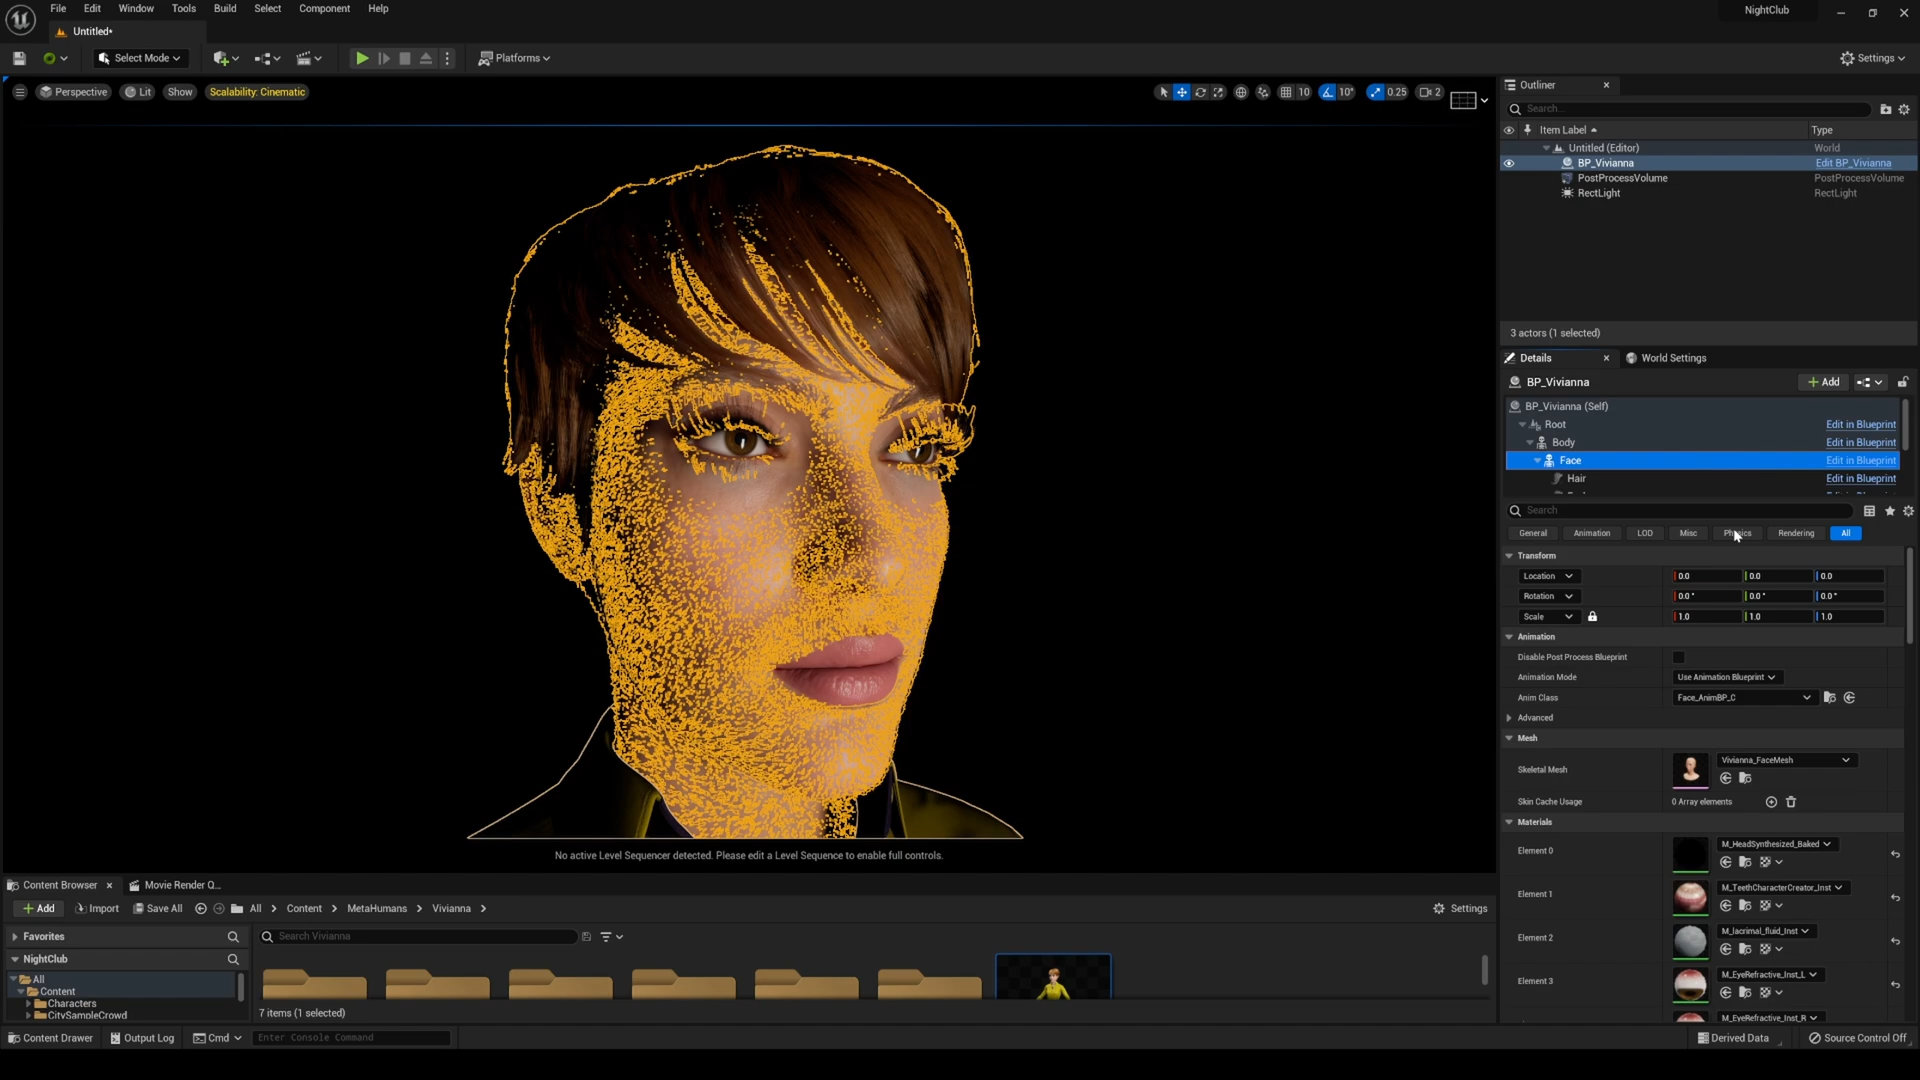 File Edit Window Tools Build Select Component Help
NightClub
Untitled*
Select Mode
Platforms
Settings
Perspective
Lit
Show
Scalability: Cinematic
10
10°
0.25
2
Outliner
Search...
Item Label
Type
Untitled (Editor)
World
BP_Vivianna
Edit BP_Vivianna
PostProcessVolume
PostProcessVolume
RectLight
RectLight
3 actors (1 selected)
Details
World Settings
BP_Vivianna
+ Add
BP_Vivianna (Self)
Root
Edit in Blueprint
Body
Edit in Blueprint
Face
Edit in Blueprint
Hair
Edit in Blueprint
Search
General
Animation
LOD
Misc
Physics
Rendering
All
Transform
Location
0.0 0.0 0.0
Rotation
0.0° 0.0° 0.0°
Scale
1.0 1.0 1.0
Animation
Disable Post Process Blueprint
Animation Mode
Use Animation Blueprint
Anim Class
Face_AnimBP_C
Advanced
Mesh
Skeletal Mesh
Vivianna_FaceMesh
Skin Cache Usage
0 Array elements
Materials
Element 0
M_HeadSynthesized_Baked
Element 1
M_TeethCharacterCreator_Inst
Element 2
M_lacrimal_fluid_Inst
Element 3
M_EyeRefractive_Inst_L
M_EyeRefractive_Inst_R
No active Level Sequencer detected. Please edit a Level Sequence to enable full controls.
Content Browser
Movie Render Q...
+ Add
Import
Save All
All > Content > MetaHumans > Vivianna >
Settings
Favorites
Search Vivianna
NightClub
All
Content
Characters
CitySampleCrowd
7 items (1 selected)
Content Drawer
Output Log
Cmd
Enter Console Command
Derived Data
Source Control Off